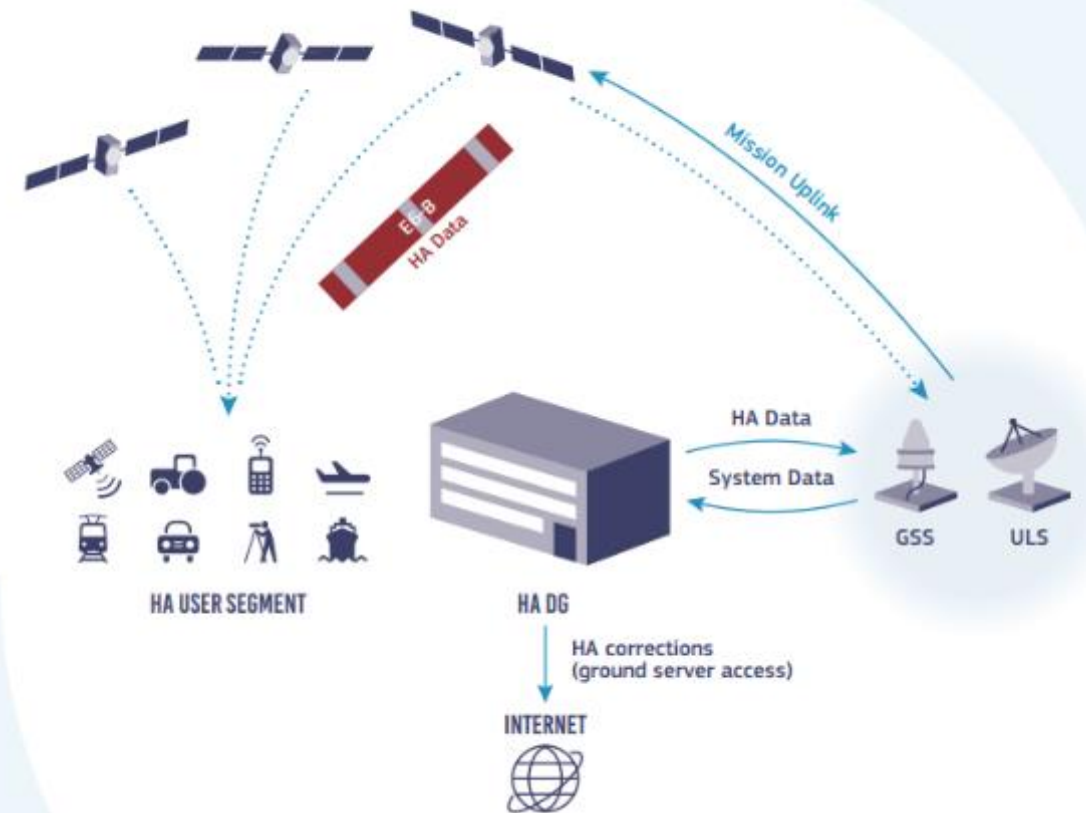 Mission Uplink
E6-B
HA Data
HA Data
System Data
GSS
ULS
HA USER SEGMENT
HA DG
HA corrections
(ground server access)
INTERNET